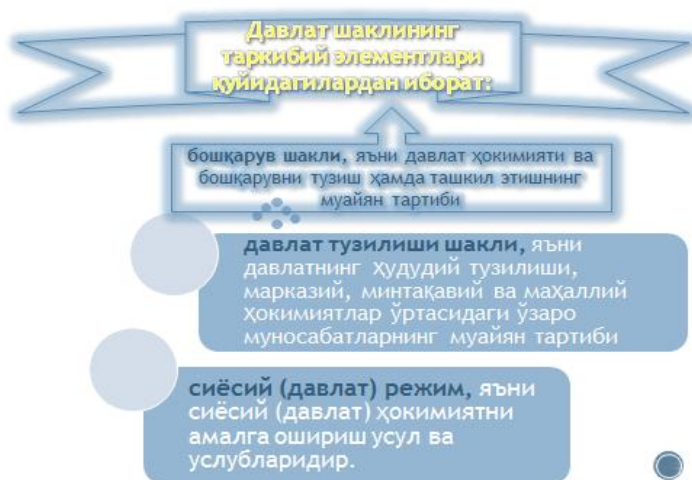 Давлат шаклининг
таркибий элементлари
қуйидагилардан иборат:
бошқарув шакли, яъни давлат ҳокимияти ва
бошқарувни тузиш ҳамда ташкил этишнинг
муайян тартиби
давлат тузилиши шакли, яъни
давлатнинг ҳудудий тузилиши,
марказий, минтақавий ва маҳаллий
ҳокимиятлар ўртасидаги ўзаро
муносабатларнинг муайян тартиби
сиёсий (давлат) режим, яъни
сиёсий (давлат) ҳокимиятни
амалга ошириш усул ва
услубларидир.